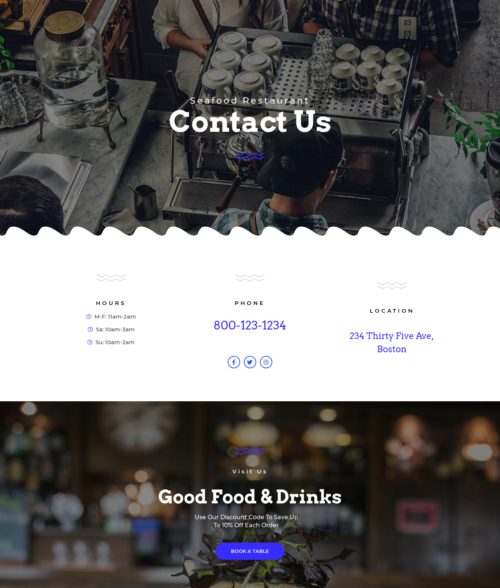 Seafood Restaurant
Contact Us
HOURS
M-F: 11am-2am
Sa: 10am-3am
Su: 10am-2am
PHONE
800-123-1234
LOCATION
234 Thirty Five Ave,
Boston
Visit Us
Good Food & Drinks
Use Our Discount Code To Save Up
To 10% Off Each Order
BOOK A TABLE